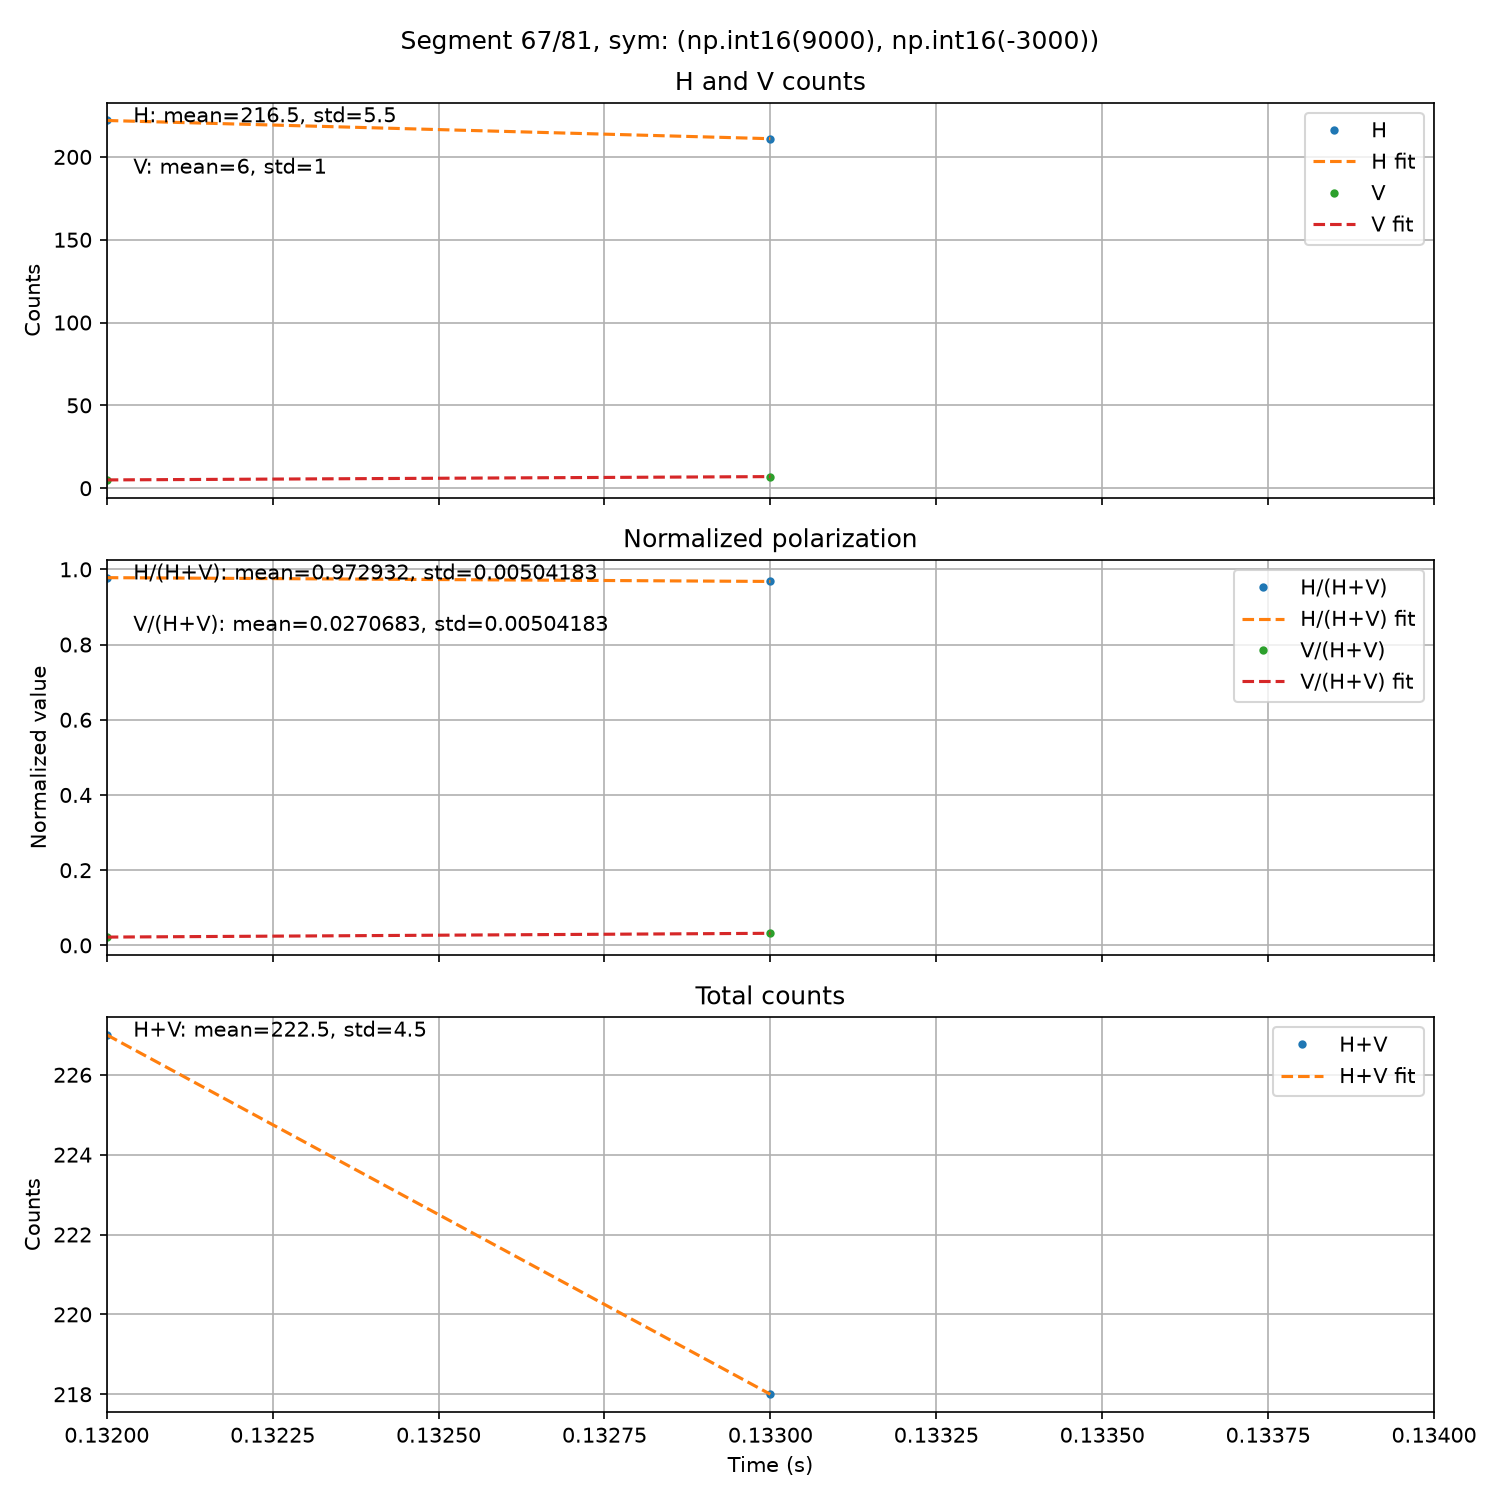 Segment 67/81, sym: (np.int16(9000), np.int16(-3000))
H and V counts
H: mean=216.5, std=5.5
V: mean=6, std=1
H
H fit
V
V fit
200
150
100
50
0
Counts
Normalized polarization
H/(H+V): mean=0.972932, std=0.00504183
V/(H+V): mean=0.0270683, std=0.00504183
H/(H+V)
H/(H+V) fit
V/(H+V)
V/(H+V) fit
1.0
0.8
0.6
0.4
0.2
0.0
Normalized value
Total counts
H+V: mean=222.5, std=4.5
H+V
H+V fit
226
224
222
220
218
Counts
0.13200 0.13225 0.13250 0.13275 0.13300 0.13325 0.13350 0.13375 0.13400
Time (s)